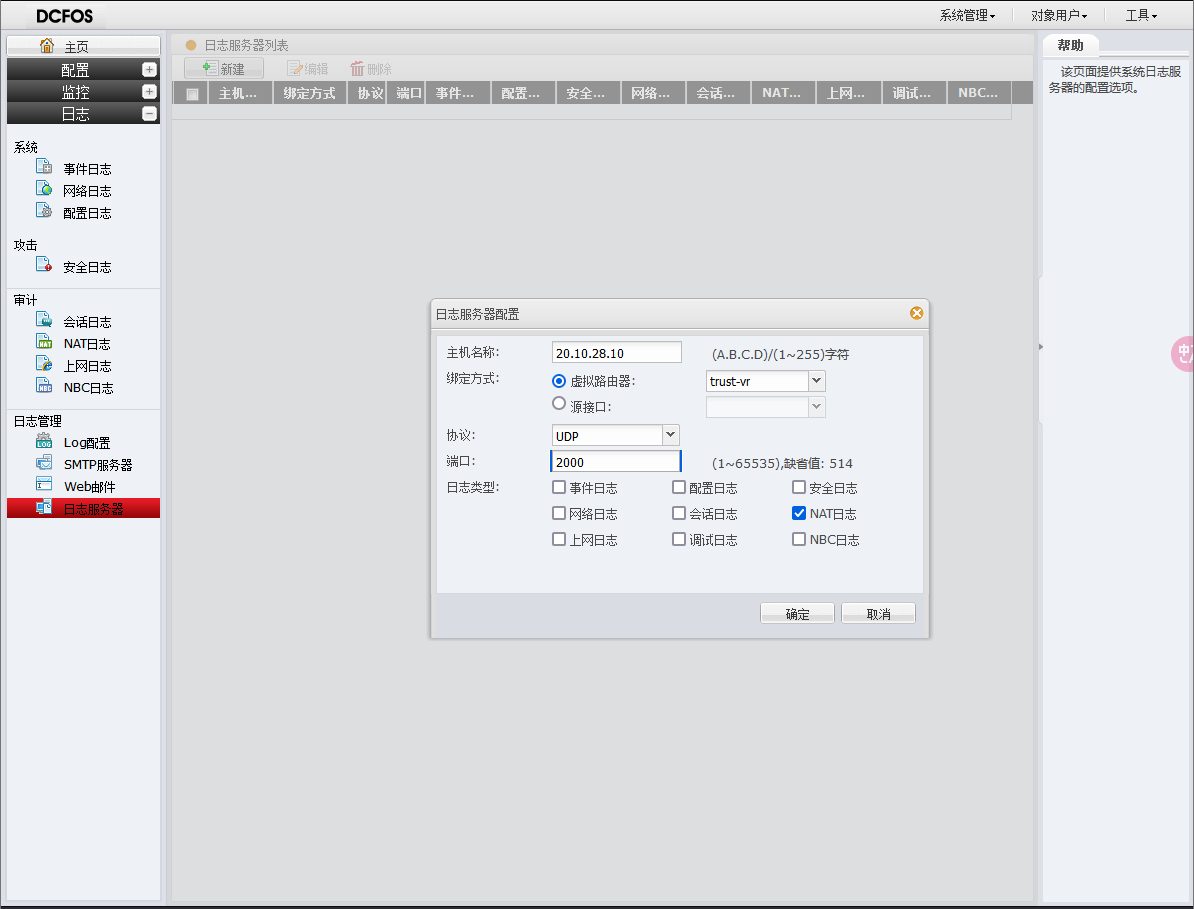 DCFOS
系统管理 对象用户 工具
主页
配置
监控
日志
系统
事件日志
网络日志
配置日志
攻击
安全日志
审计
会话日志
NAT日志
上网日志
NBC日志
日志管理
Log配置
SMTP服务器
Web邮件
日志服务器
日志服务器列表
新建 编辑 删除
主机... 绑定方式 协议 端口 事件... 配置... 安全... 网络... 会话... NAT... 上网... 调试... NBC...
日志服务器配置
主机名称: 20.10.28.10 (A.B.C.D)/(1~255)字符
绑定方式: 虚拟路由器: trust-vr
源接口:
协议: UDP
端口: 2000 (1~65535),缺省值: 514
日志类型: 事件日志 配置日志 安全日志
网络日志 会话日志 NAT日志
上网日志 调试日志 NBC日志
确定 取消
帮助
该页面提供系统日志服
务器的配置选项。